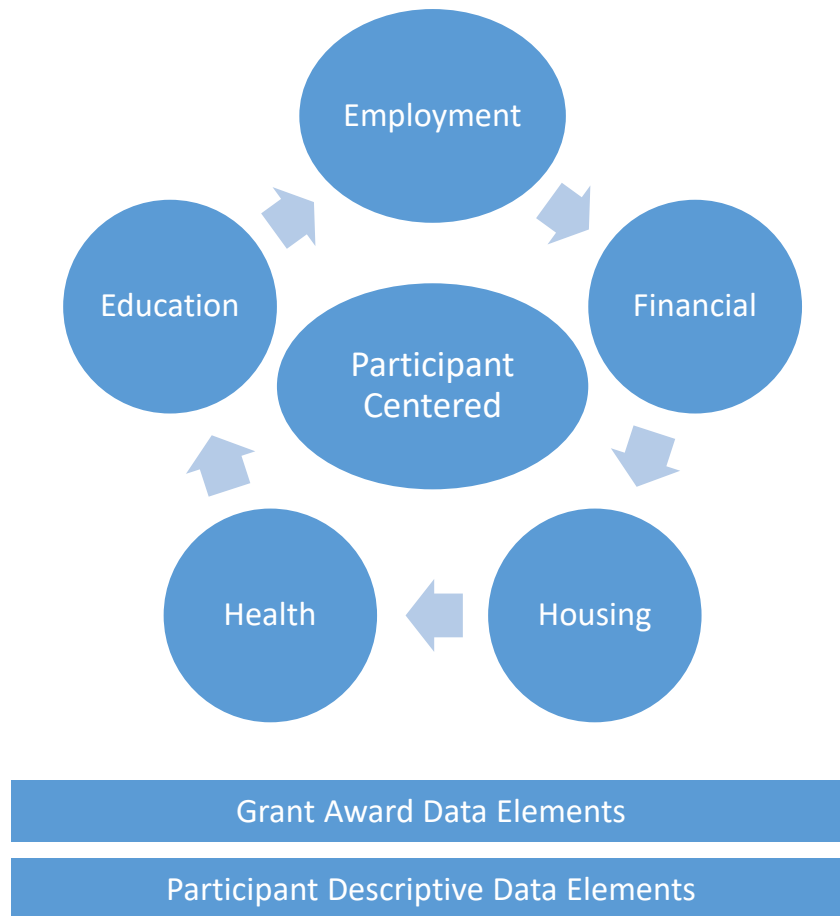 Employment
Education
Financial
Participant
Centered
Health
Housing
Grant Award Data Elements
Participant Descriptive Data Elements